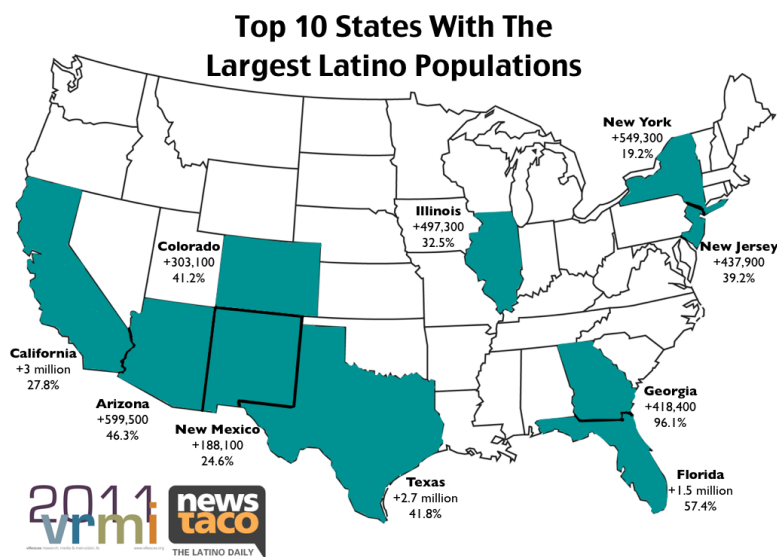 Top 10 States With The
Largest Latino Populations
New York
+549,300
19.2%
Illinois
+497,300
32.5%
Colorado
+303,100
41.2%
New Jersey
+437,900
39.2%
California
+3 million
27.8%
Arizona
+599,500
46.3%
New Mexico
+188,100
24.6%
Georgia
+418,400
96.1%
Texas
+2.7 million
41.8%
Florida
+1.5 million
57.4%
2011
vrmi
news
taco
THE LATINO DAILY